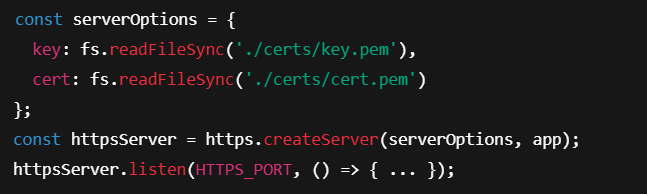 const serverOptions = {
  key: fs.readFileSync('./certs/key.pem'),
  cert: fs.readFileSync('./certs/cert.pem')
};
const httpsServer = https.createServer(serverOptions, app);
httpsServer.listen(HTTPS_PORT, () => { ... });